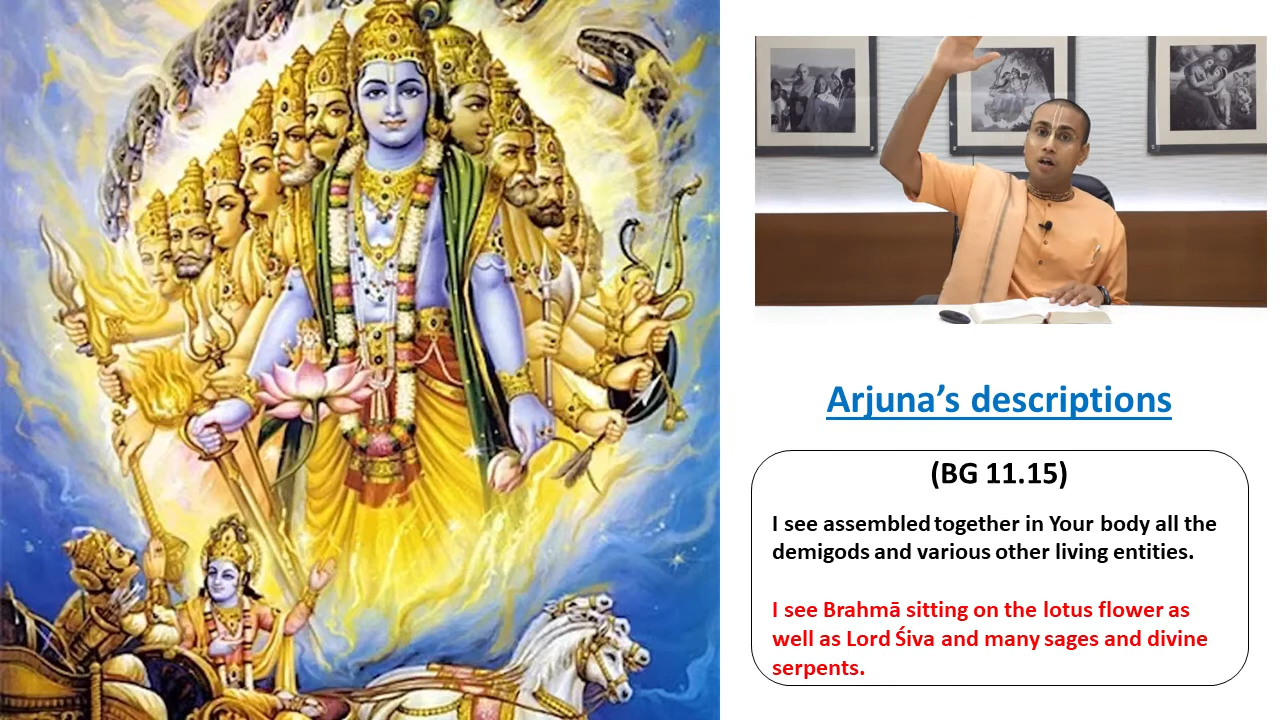 Arjuna’s descriptions
(BG 11.15)
I see assembled together in Your body all the
demigods and various other living entities.
I see Brahmā sitting on the lotus flower as
well as Lord Śiva and many sages and divine
serpents.